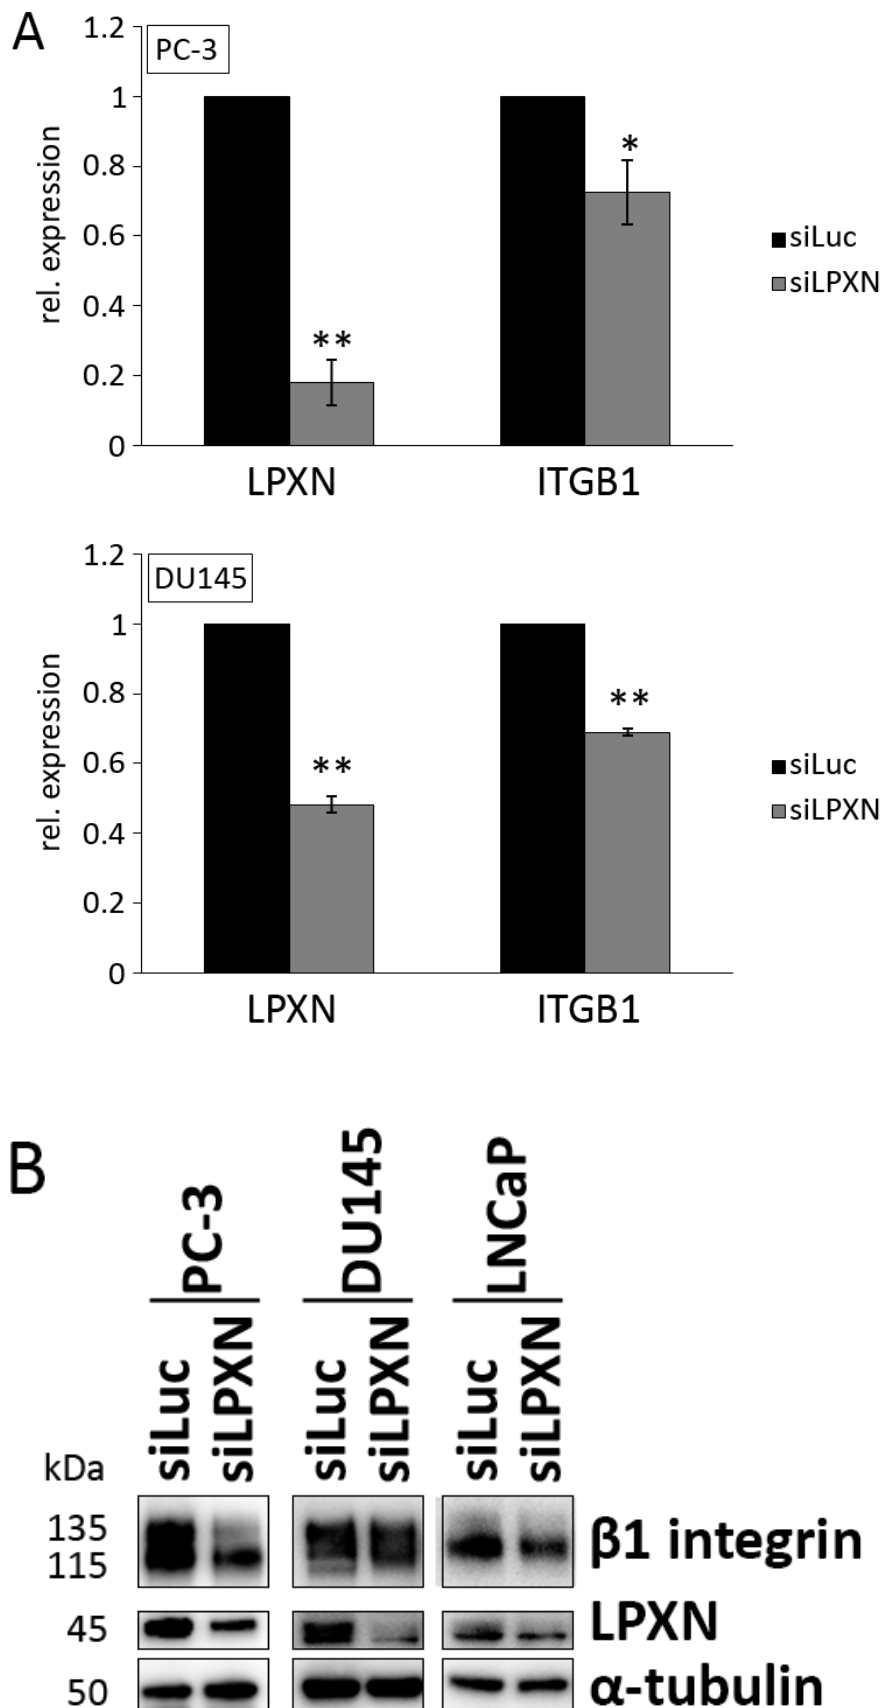 A
PC-3
rel. expression
1.2
1
0.8
0.6
0.4
0.2
0
*
**
siLuc
siLPXN
LPXN ITGB1
DU145
rel. expression
1.2
1
0.8
0.6
0.4
0.2
0
**
**
siLuc
siLPXN
LPXN ITGB1
B
PC-3 DU145 LNCaP
siLuc siLPXN siLuc siLPXN siLuc siLPXN
kDa
135
115
β1 integrin
45 LPXN
50 α-tubulin